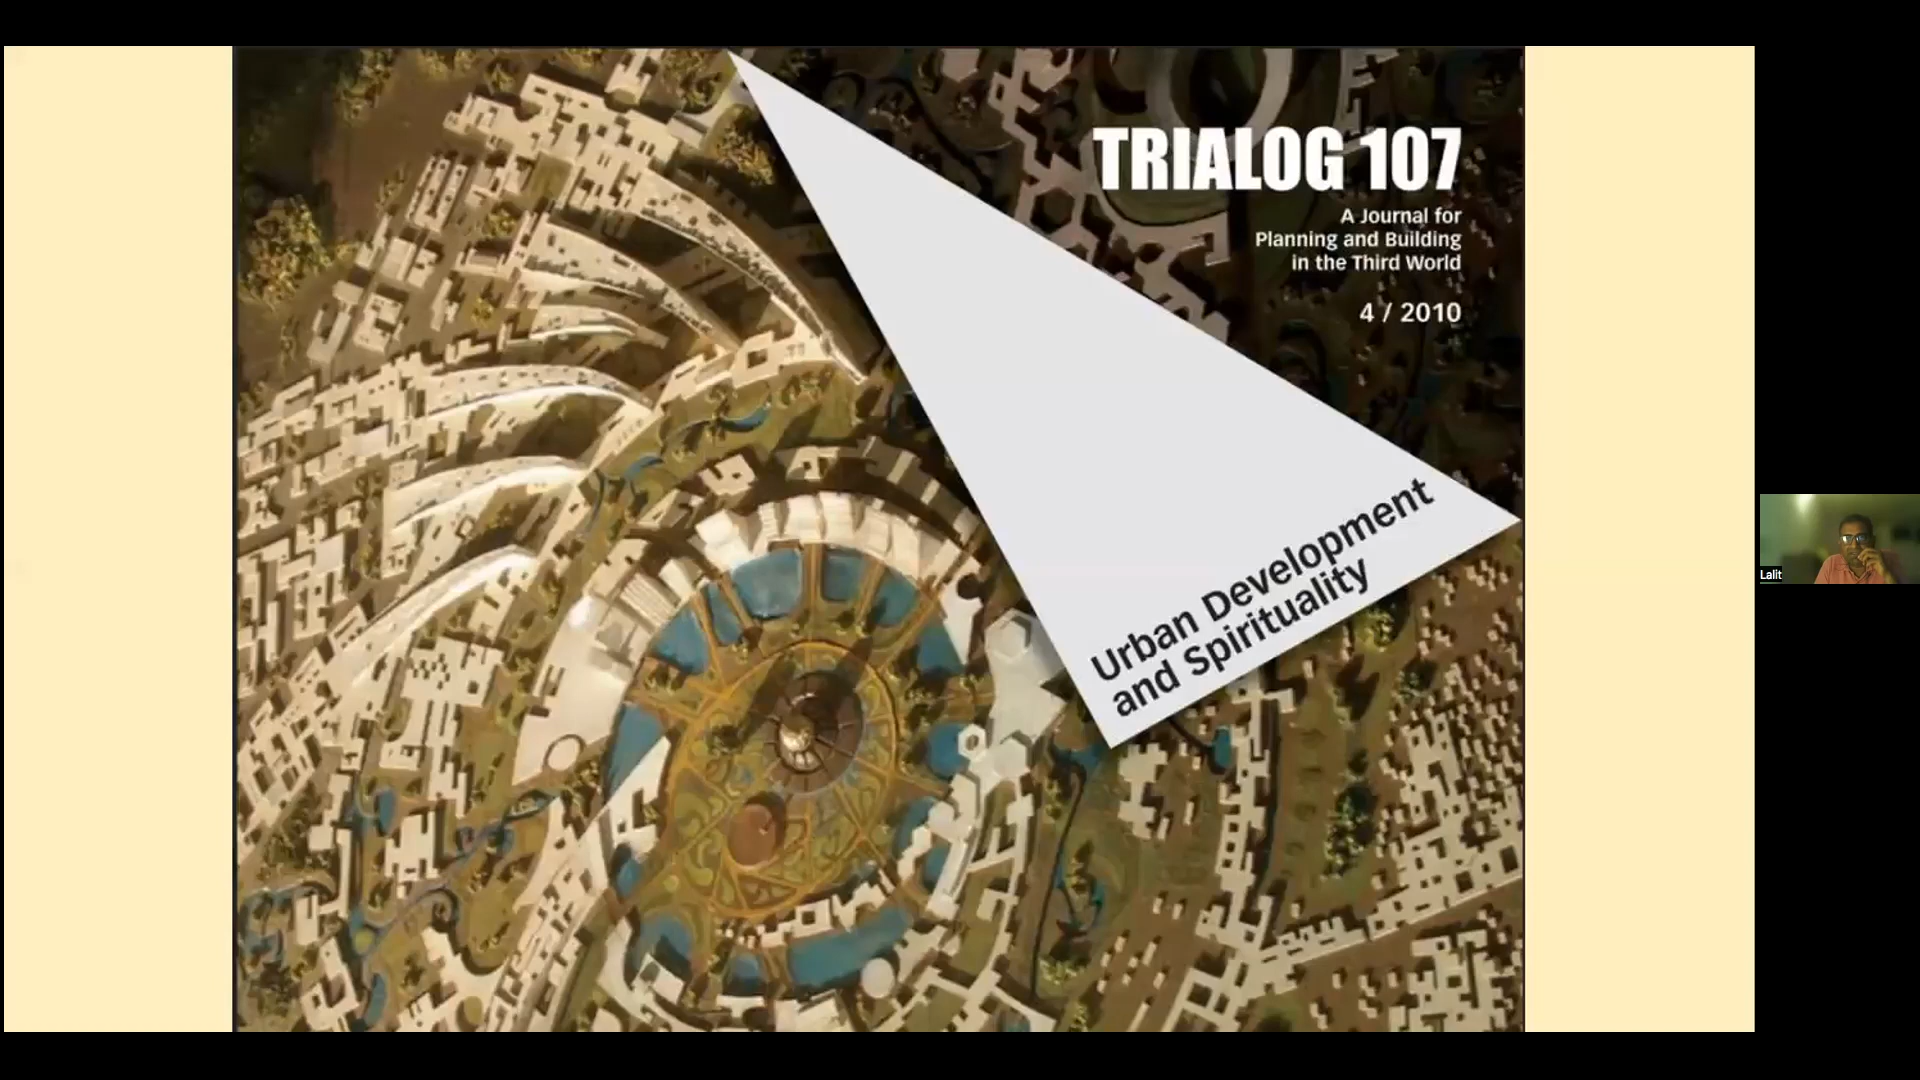 TRIALOG 107
A Journal for
Planning and Building
in the Third World
4 / 2010
Urban Development
and Spirituality
Lalit